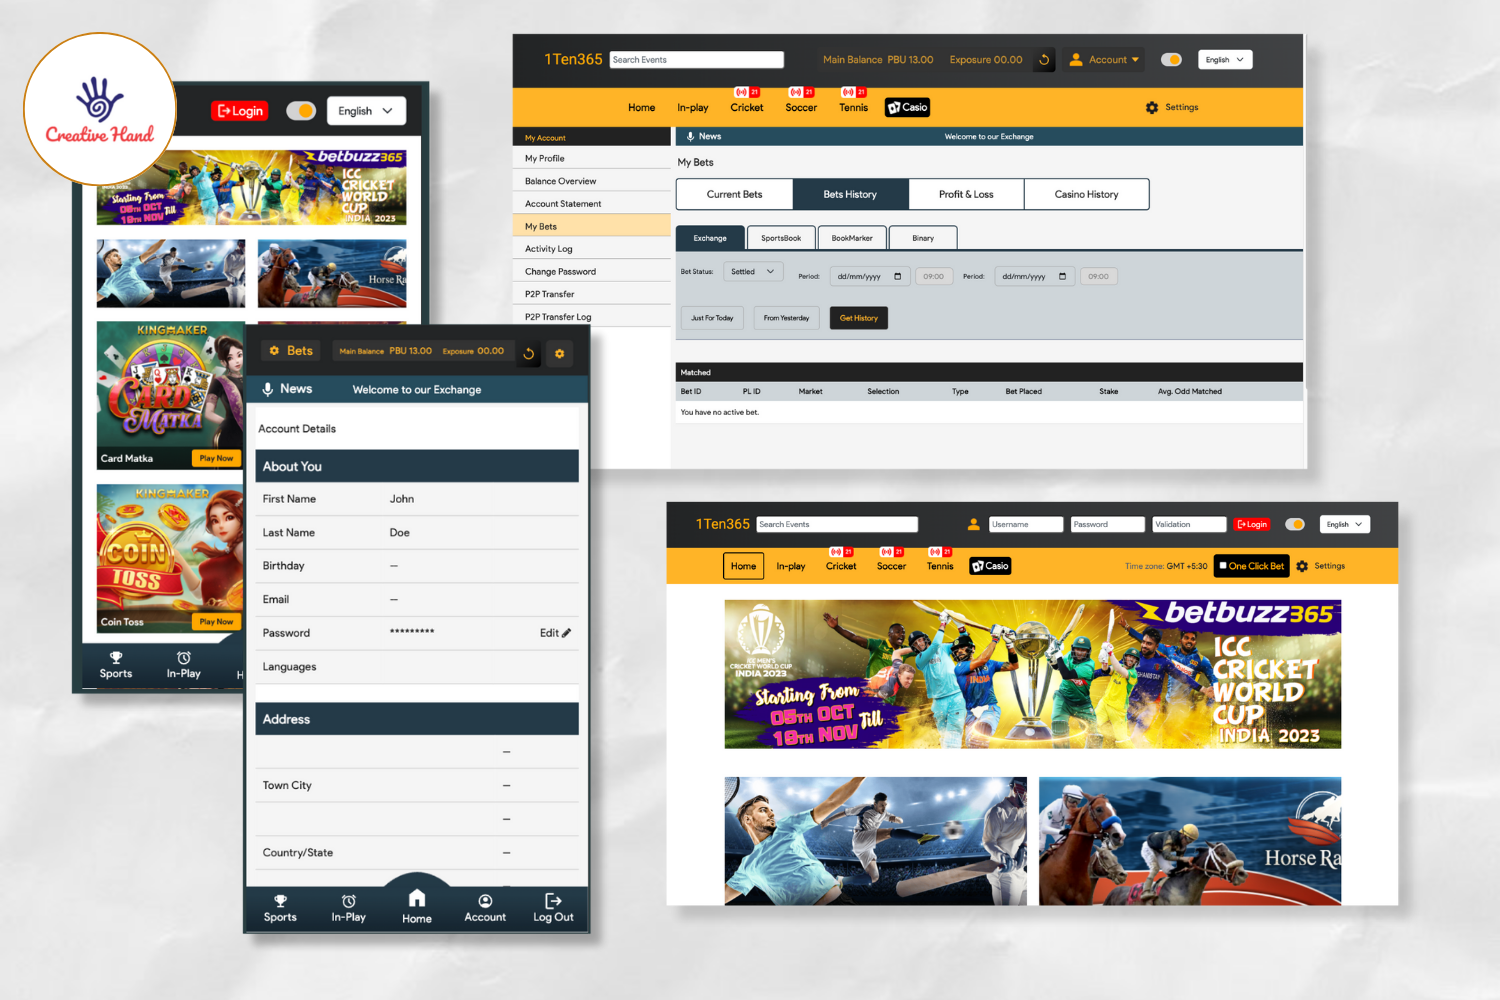 Creative Hand
Login
English
betbuzz365
ICC
CRICKET
WORLD
CUP
INDIA 2023
Starting From
05TH OCT
Till
19TH NOV
Horse Ra
KINGMAKER
CARD
MATKA
Card Matka
Play Now
KINGMAKER
COIN
TOSS
Coin Toss
Play Now
Sports
In-Play
H
Bets
Main Balance PBU 13.00 Exposure 00.00
News
Welcome to our Exchange
Account Details
About You
First Name John
Last Name Doe
Birthday —
Email —
Password ********* Edit
Languages
Address
—
Town City —
—
Country/State —
Sports
In-Play
Home
Account
Log Out
1Ten365
Search Events
Main Balance PBU 13.00 Exposure 00.00
Account
English
21
21
21
Home
In-play
Cricket
Soccer
Tennis
Casio
Settings
My Account
My Profile
Balance Overview
Account Statement
My Bets
Activity Log
Change Password
P2P Transfer
P2P Transfer Log
News
Welcome to our Exchange
My Bets
Current Bets
Bets History
Profit & Loss
Casino History
Exchange
SportsBook
BookMarker
Binary
Bet Status: Settled Period: dd/mm/yyyy 09:00 Period: dd/mm/yyyy 09:00
Just For Today
From Yesterday
Get History
Matched
Bet ID PL ID Market Selection Type Bet Placed Stake Avg. Odd Matched
You have no active bet.
1Ten365
Search Events
Username
Password
Validation
Login
English
21
21
21
Home
In-play
Cricket
Soccer
Tennis
Casio
Time zone: GMT +5:30
One Click Bet
Settings
ICC MEN'S
CRICKET WORLD CUP
INDIA 2023
Starting From
05TH OCT
Till
19TH NOV
betbuzz365
ICC
CRICKET
WORLD
CUP
INDIA 2023
Horse Ra